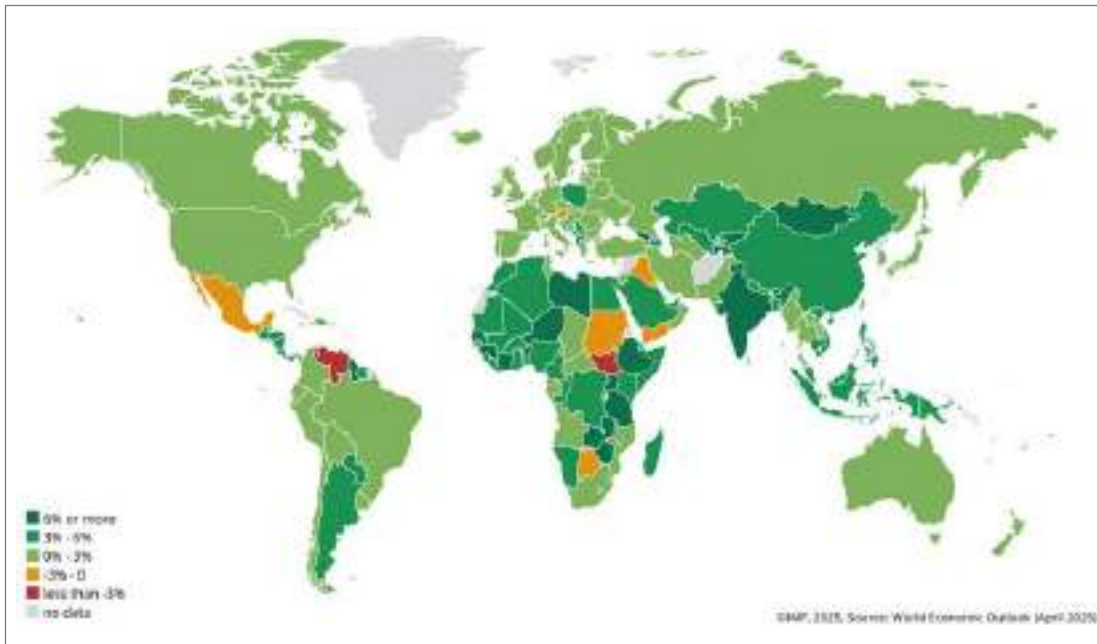 6% or more
3% - 6%
0% - 3%
-3% - 0
less than -3%
no data
©IMF, 2025, Source: World Economic Outlook (April 2025)